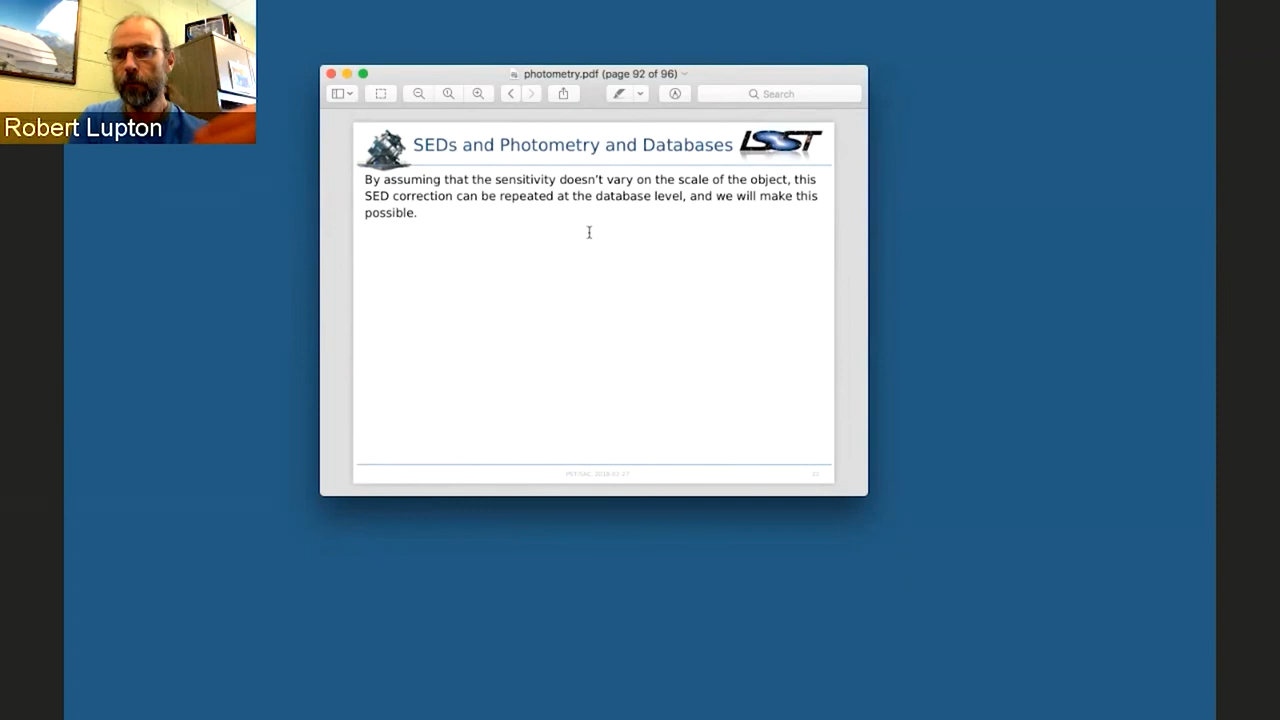 Robert Lupton
photometry.pdf (page 92 of 96)
Search
SEDs and Photometry and Databases
LSST
By assuming that the sensitivity doesn't vary on the scale of the object, this
SED correction can be repeated at the database level, and we will make this
possible.